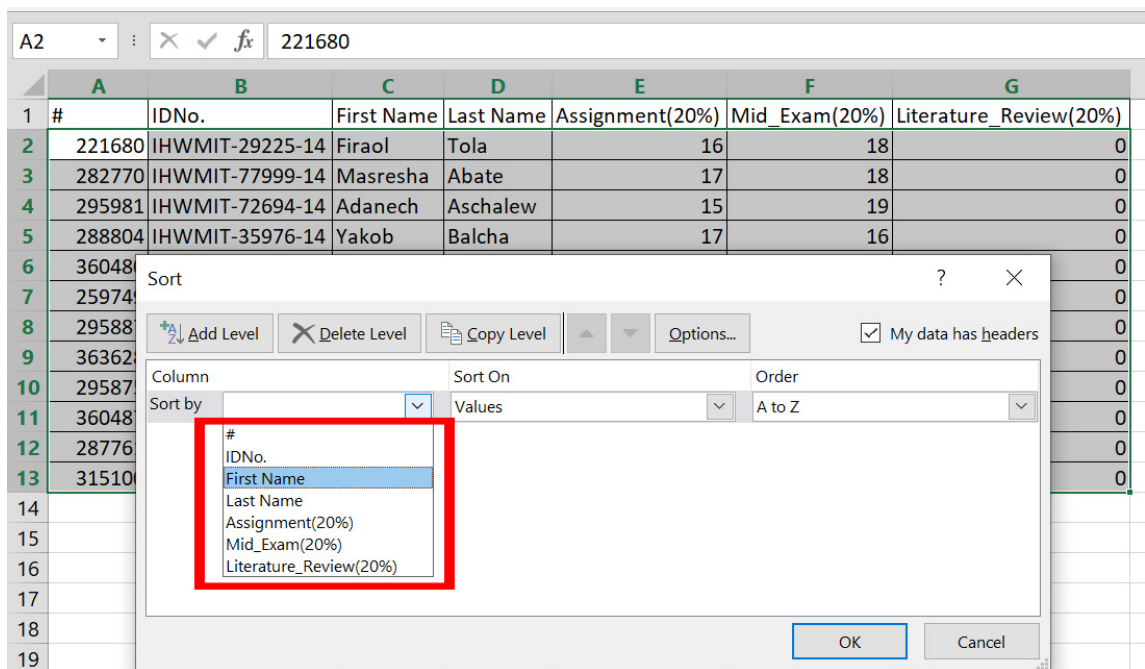 A2 fx 221680
A B C D E F G
1 # IDNo. First Name Last Name Assignment(20%) Mid_Exam(20%) Literature_Review(20%)
2 221680 IHWMIT-29225-14 Firaol Tola 16 18 0
3 282770 IHWMIT-77999-14 Masresha Abate 17 18 0
4 295981 IHWMIT-72694-14 Adanech Aschalew 15 19 0
5 288804 IHWMIT-35976-14 Yakob Balcha 17 16 0
6 0
7 0
8 0
9 0
10 0
11 0
12 0
13 0
14
15
16
17
18
19
Sort ?
Add Level Delete Level Copy Level Options... My data has headers
Column Sort On Order
Sort by Values A to Z
#
IDNo.
First Name
Last Name
Assignment(20%)
Mid_Exam(20%)
Literature_Review(20%)
OK Cancel